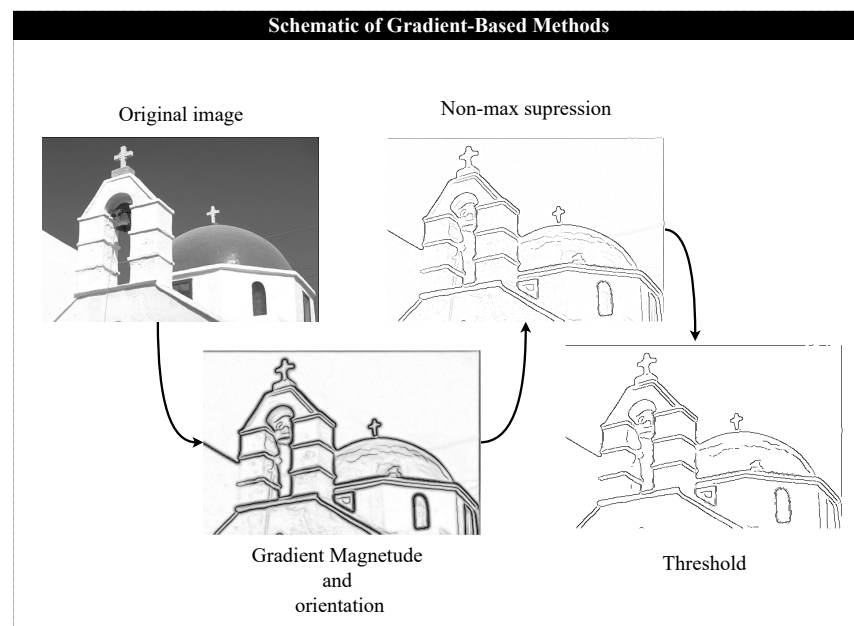 Schematic of Gradient-Based Methods
Original image
Non-max supression
Gradient Magnetude
and
orientation
Threshold